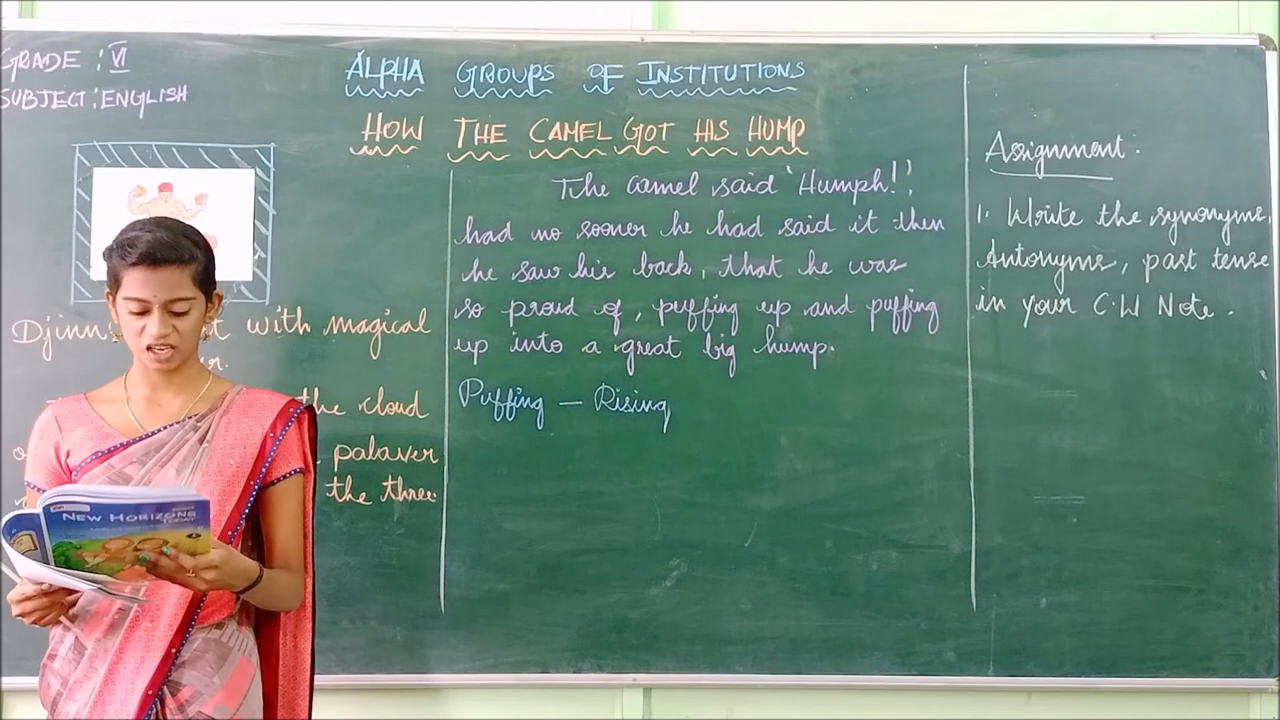 GRADE : VI
SUBJECT : ENGLISH
ALPHA GROUPS OF INSTITUTIONS
HOW THE CAMEL GOT HIS HUMP
Djinn with magical
the cloud
palaver
the three.
The camel said 'Humph!',
had no sooner he had said it then
he saw his back, that he was
so proud of, puffing up and puffing
up into a great big hump.
Puffing – Rising
Assignment :
1. Write the synonyms,
Antonyms, past tense
in your C.W Note.
NEW HORIZONS
TODAY